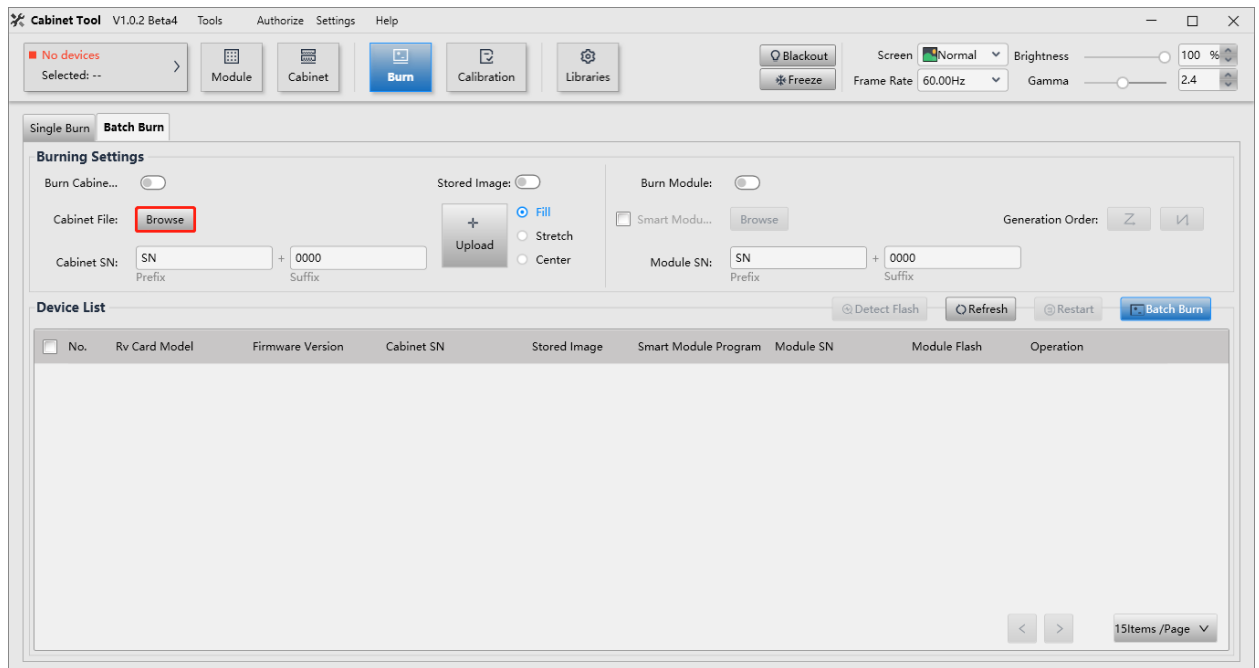 Cabinet Tool V1.0.2 Beta4 Tools Authorize Settings Help
No devices
Selected: --
Module
Cabinet
Burn
Calibration
Libraries
Blackout
Freeze
Screen Normal
Frame Rate 60.00Hz
Brightness 100 %
Gamma 2.4
Single Burn Batch Burn
Burning Settings
Burn Cabine...
Stored Image:
Burn Module:
Cabinet File: Browse
Upload
Fill
Stretch
Center
Smart Modu... Browse
Generation Order:
Cabinet SN: SN + 0000
Prefix Suffix
Module SN: SN + 0000
Prefix Suffix
Device List
Detect Flash Refresh Restart Batch Burn
No. Rv Card Model Firmware Version Cabinet SN Stored Image Smart Module Program Module SN Module Flash Operation
< > 15Items /Page